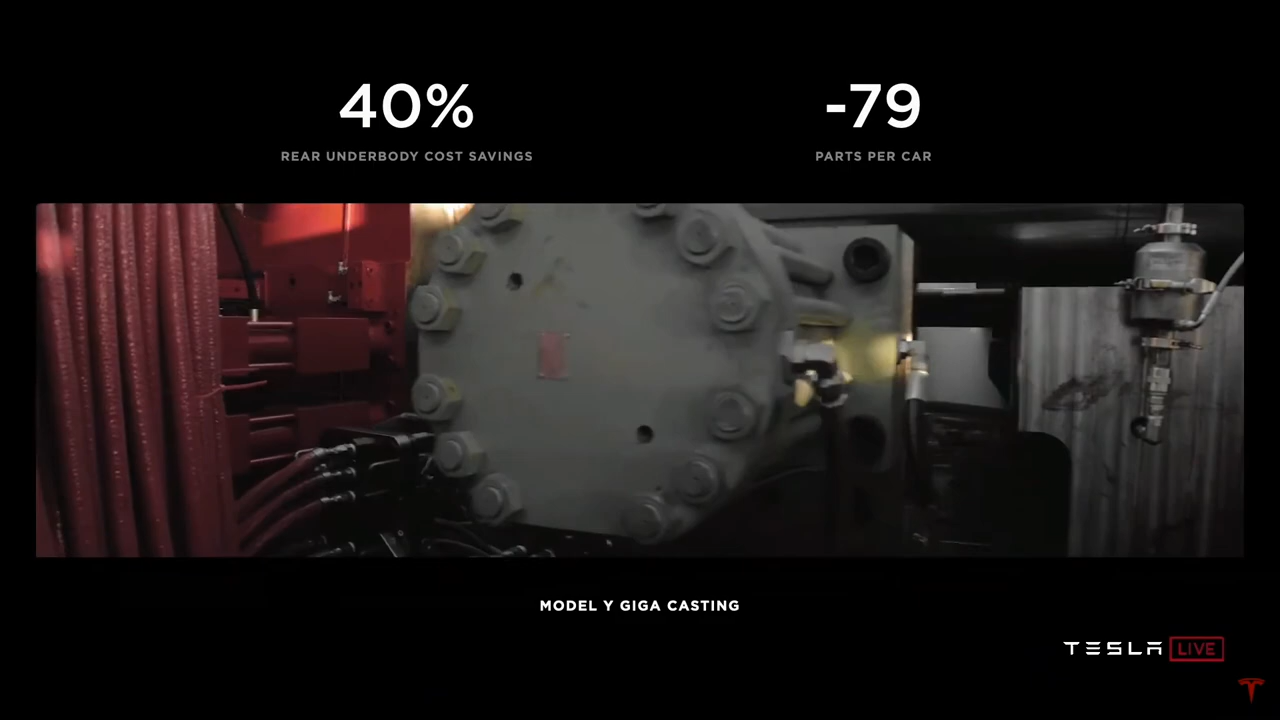 40%
-79
REAR UNDERBODY COST SAVINGS
PARTS PER CAR
MODEL Y GIGA CASTING
TESLA LIVE